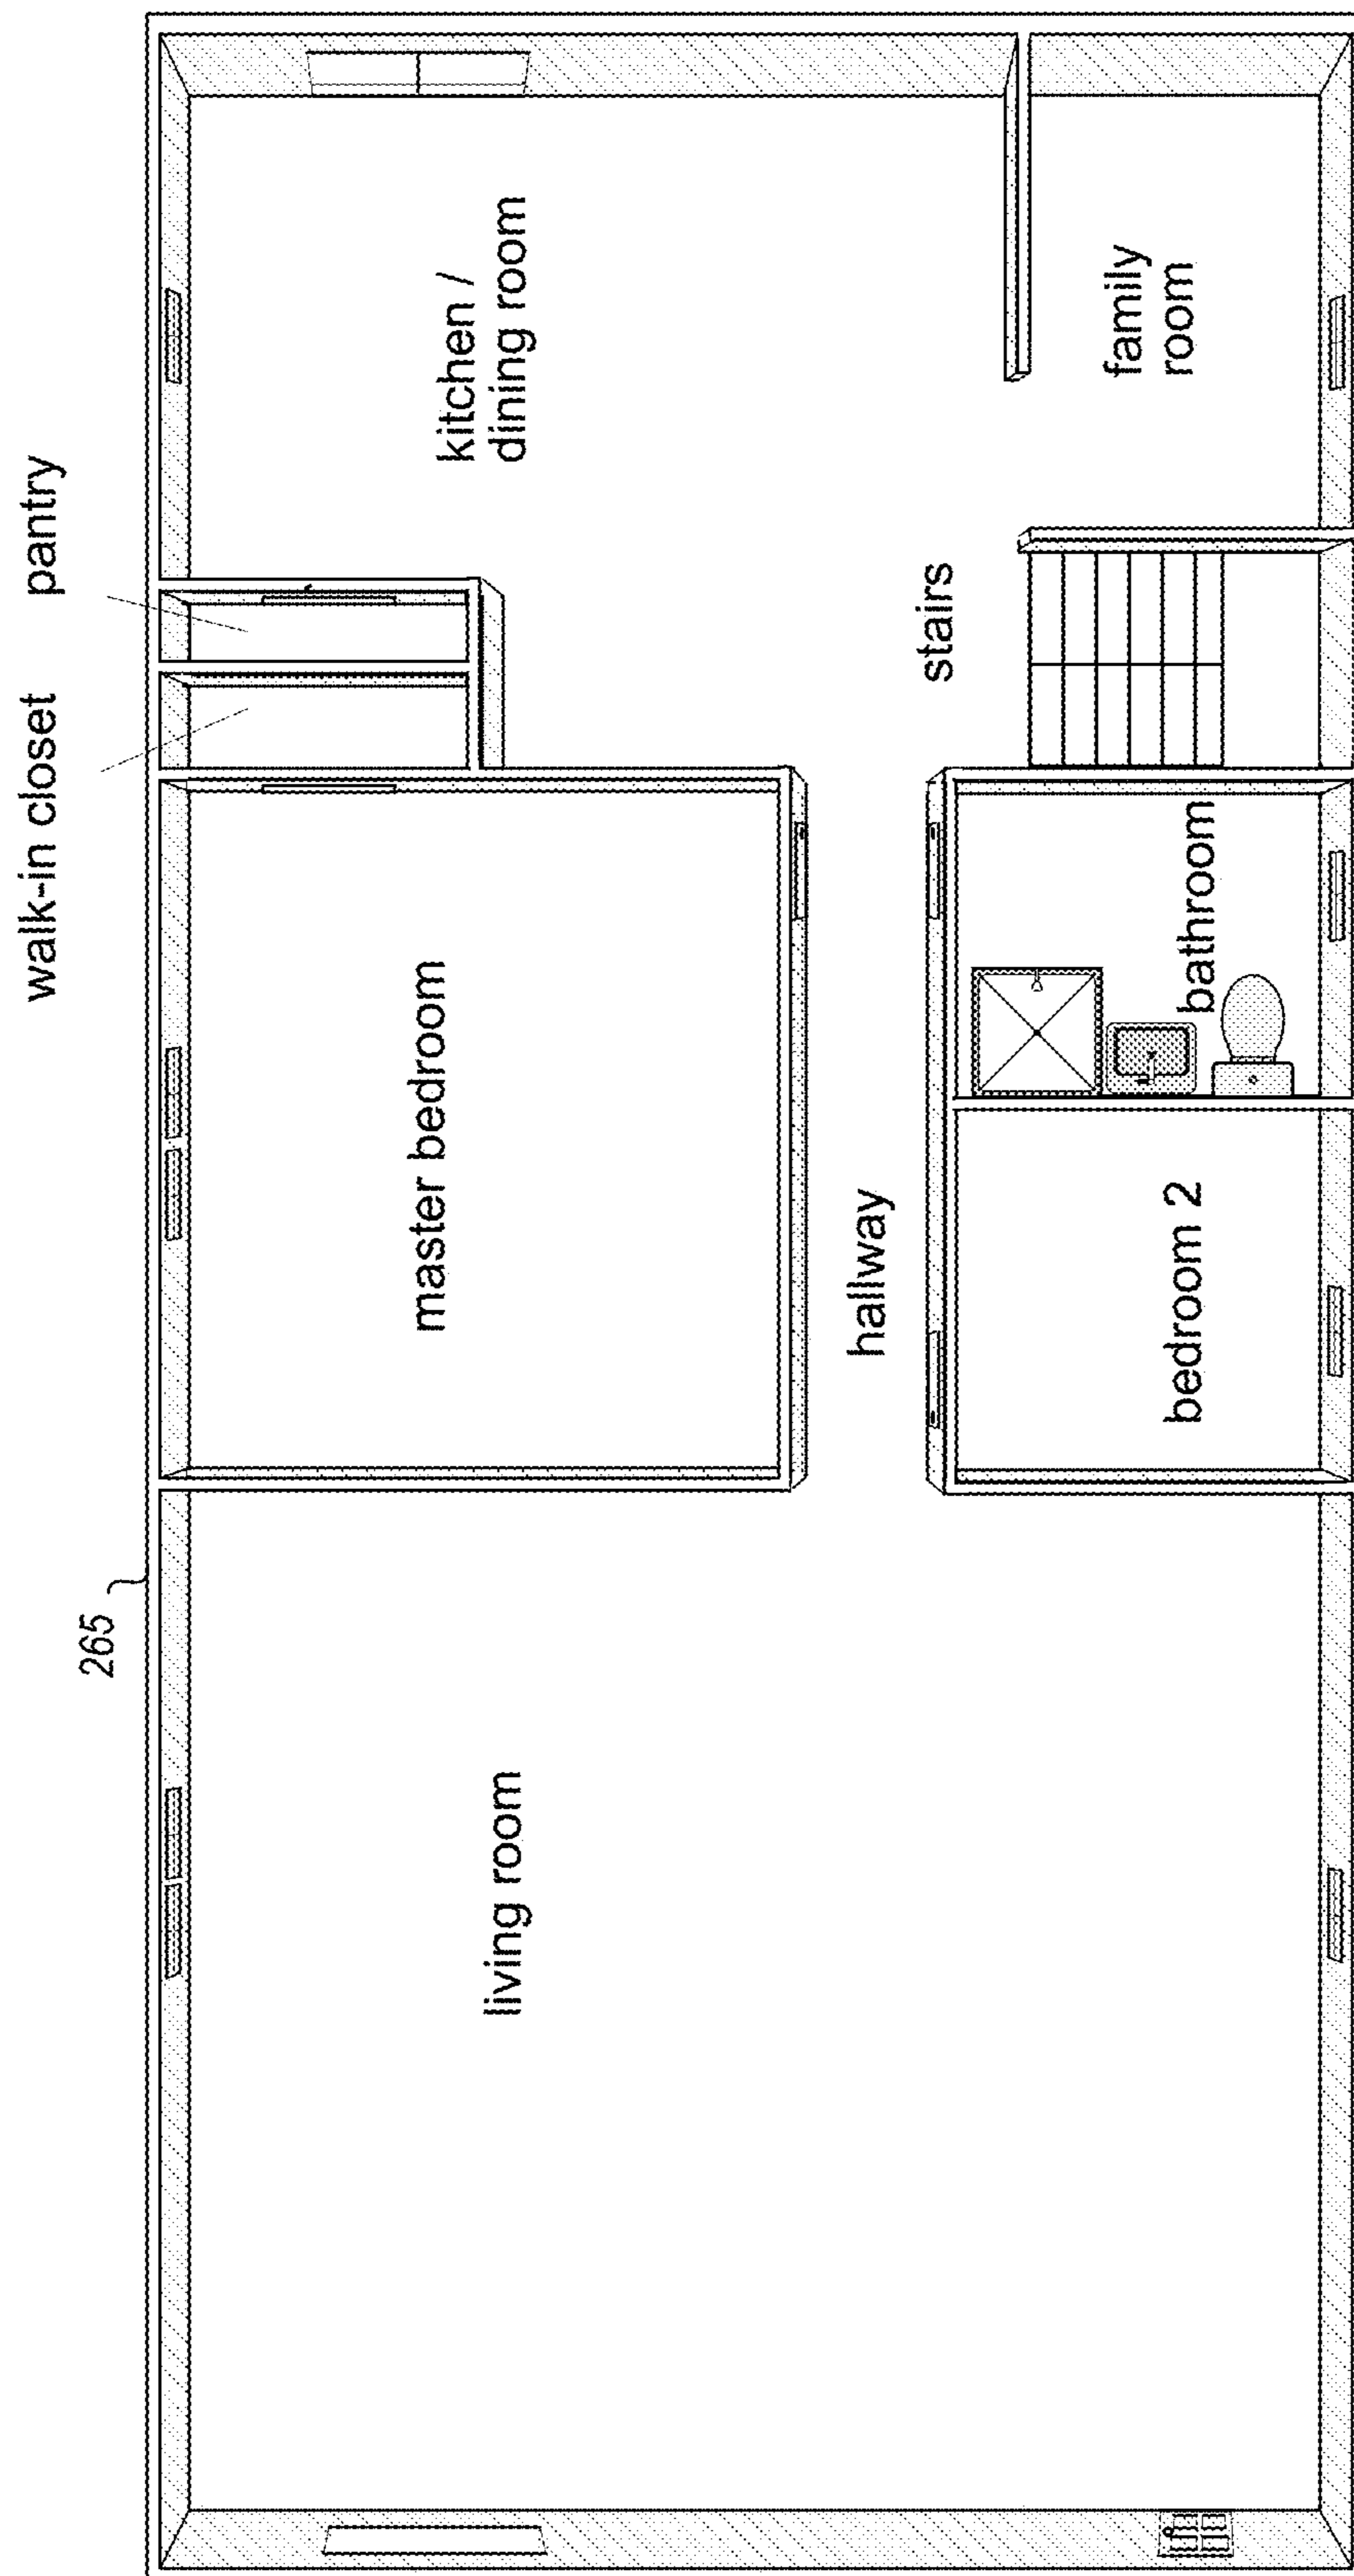 walk-in closet
pantry
265
living room
master bedroom
kitchen /
dining room
hallway
stairs
bedroom 2
bathroom
family
room